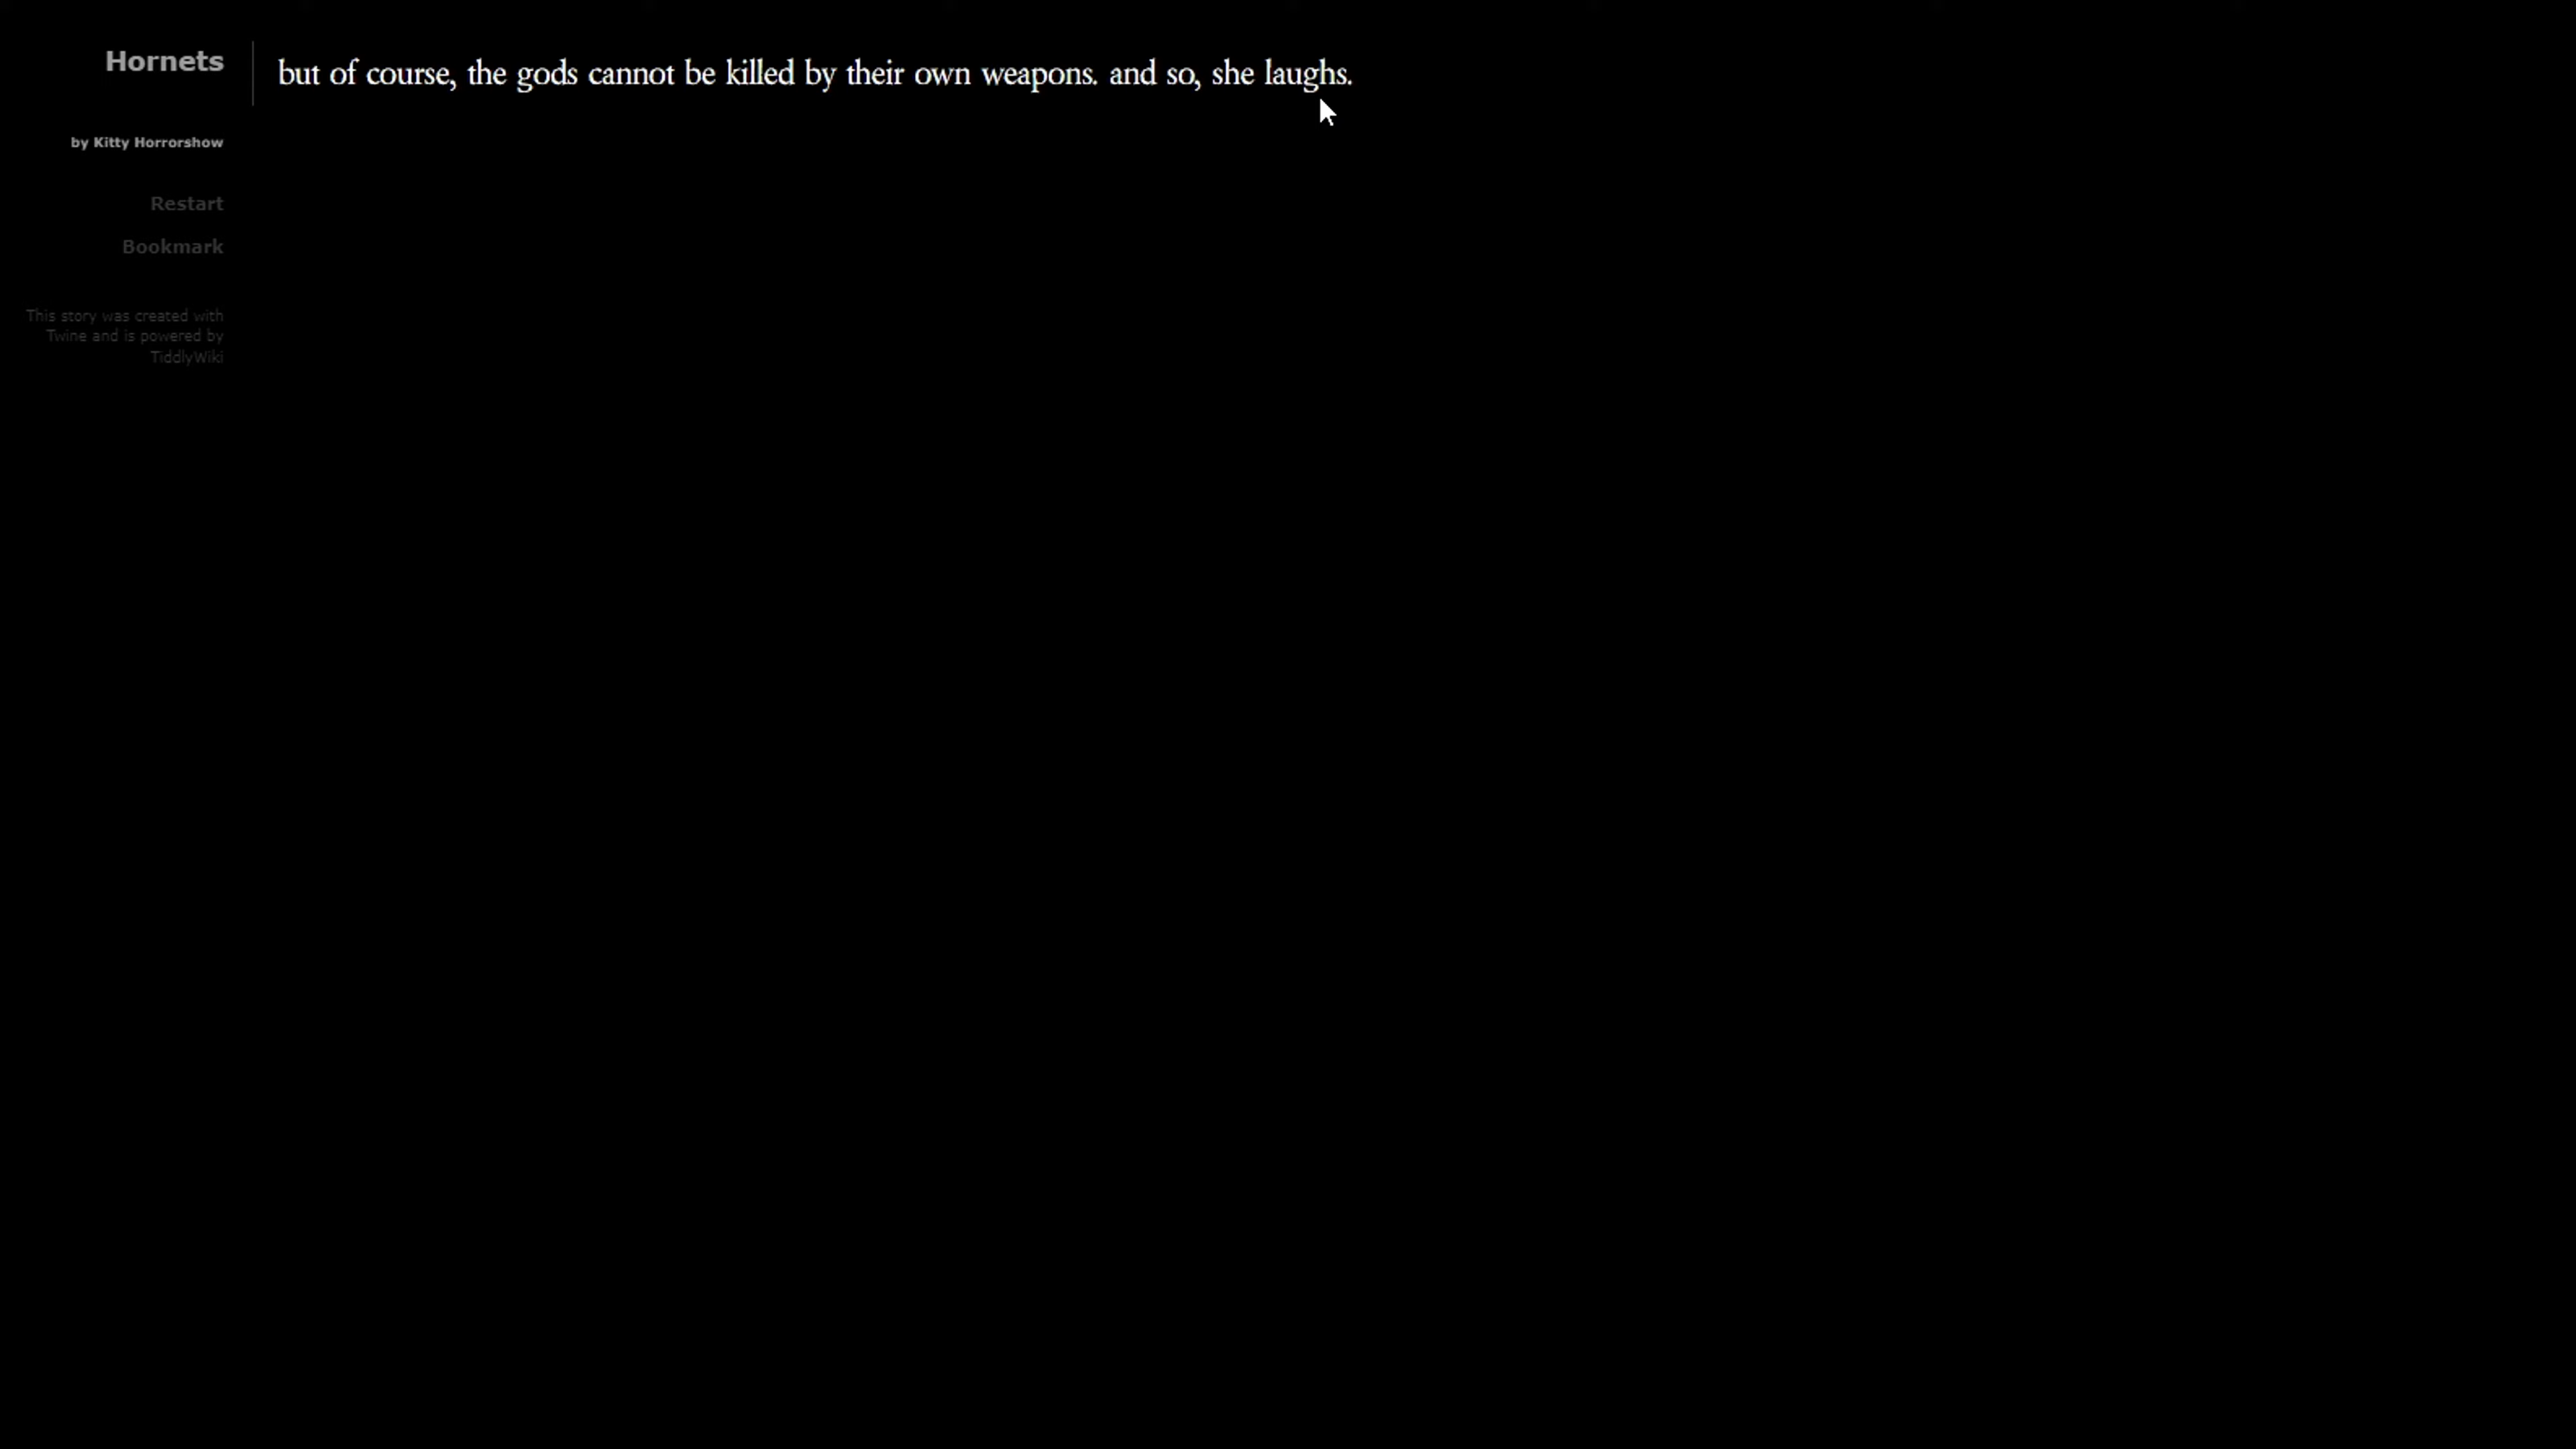 Hornets
by Kitty Horrorshow
Restart
Bookmark
This story was created with
Twine and is powered by
TiddlyWiki
but of course, the gods cannot be killed by their own weapons. and so, she laughs.